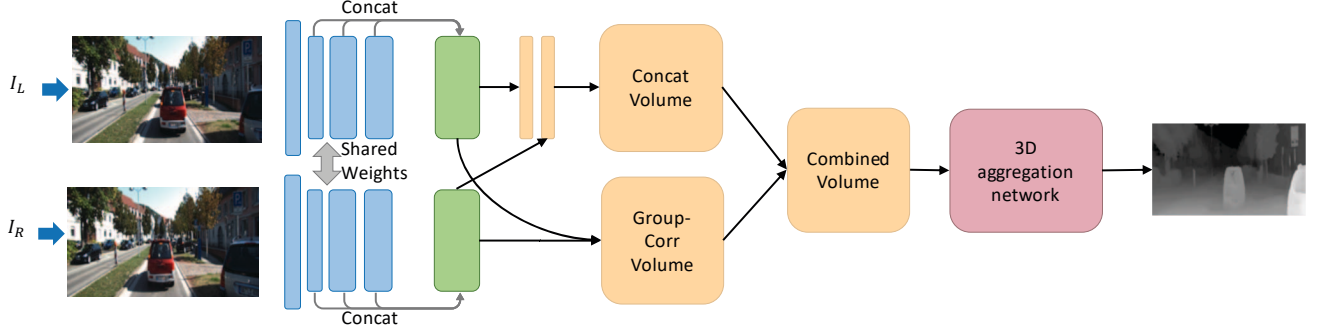 Concat
I_L
Concat
Volume
Shared
Weights
Combined
Volume
3D
aggregation
network
I_R
Group-
Corr
Volume
Concat